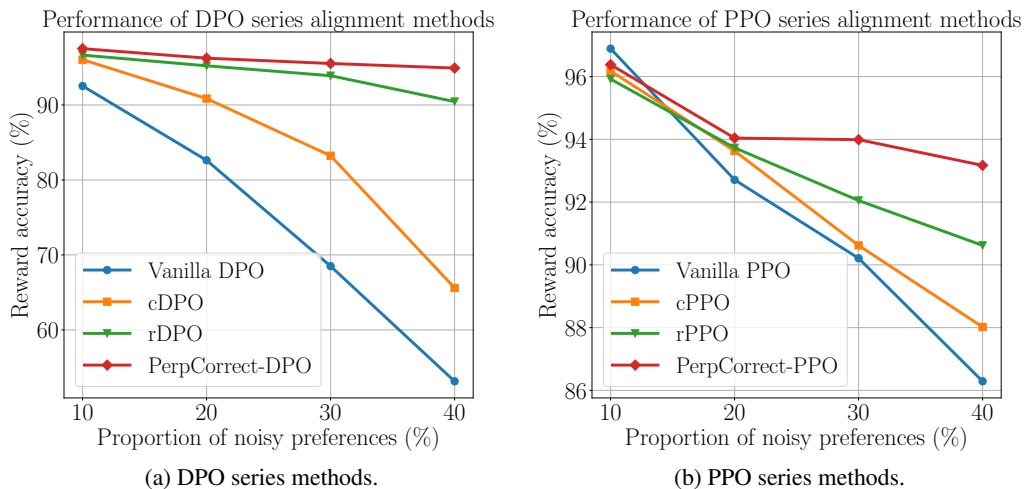 Performance of DPO series alignment methods
Reward accuracy (%)
90
80
70
60
Vanilla DPO
cDPO
rDPO
PerpCorrect-DPO
10 20 30 40
Proportion of noisy preferences (%)
(a) DPO series methods.
Performance of PPO series alignment methods
Reward accuracy (%)
96
94
92
90
88
86
Vanilla PPO
cPPO
rPPO
PerpCorrect-PPO
10 20 30 40
Proportion of noisy preferences (%)
(b) PPO series methods.